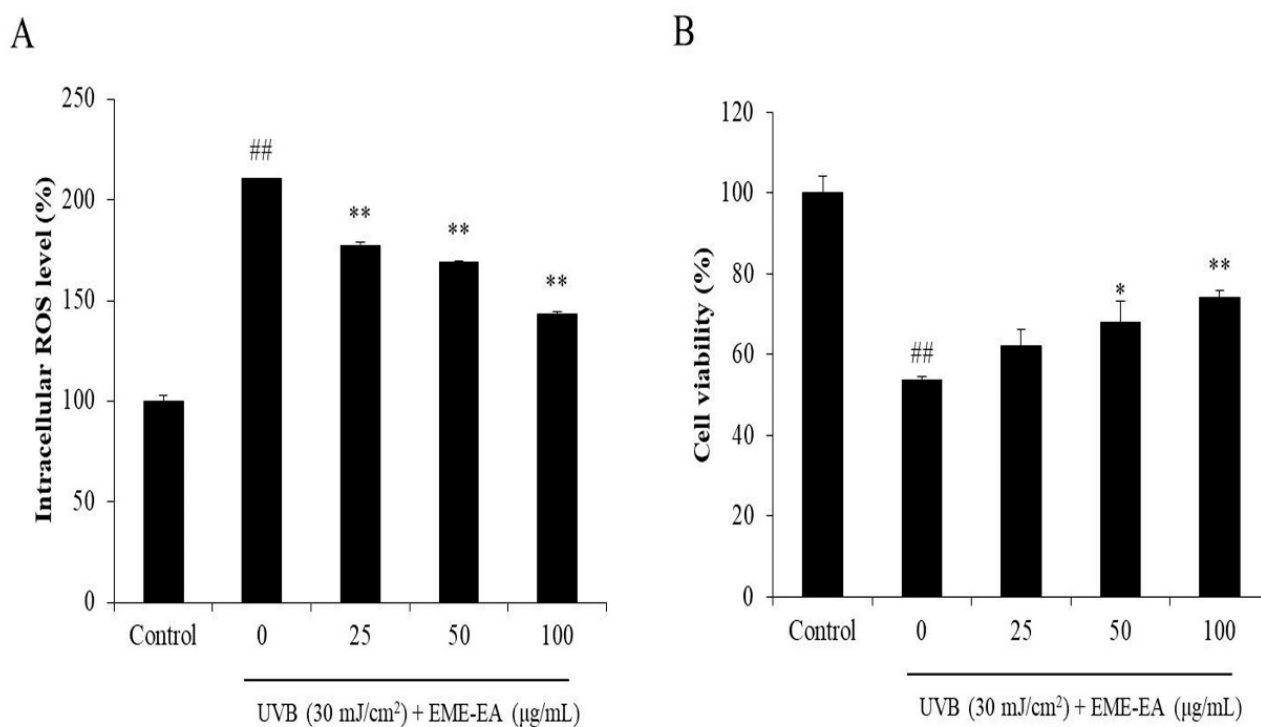 A
Intracellular ROS level (%)
250
200
150
100
50
0
##
**
**
**
Control 0 25 50 100
UVB (30 mJ/cm²) + EME-EA (μg/mL)
B
Cell viability (%)
120
100
80
60
40
20
0
##
*
**
Control 0 25 50 100
UVB (30 mJ/cm²) + EME-EA (μg/mL)